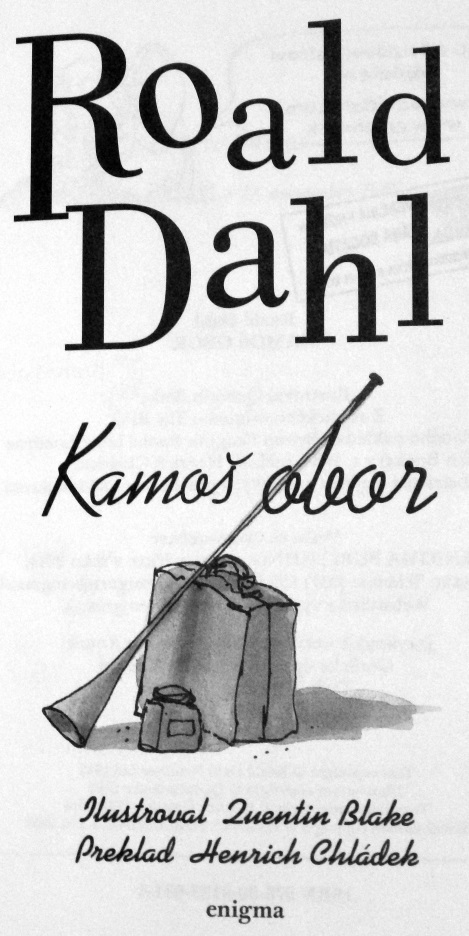 Roald
Dahl
Kamoš obor
Ilustroval Quentin Blake
Preklad Henrich Chládek
enigma